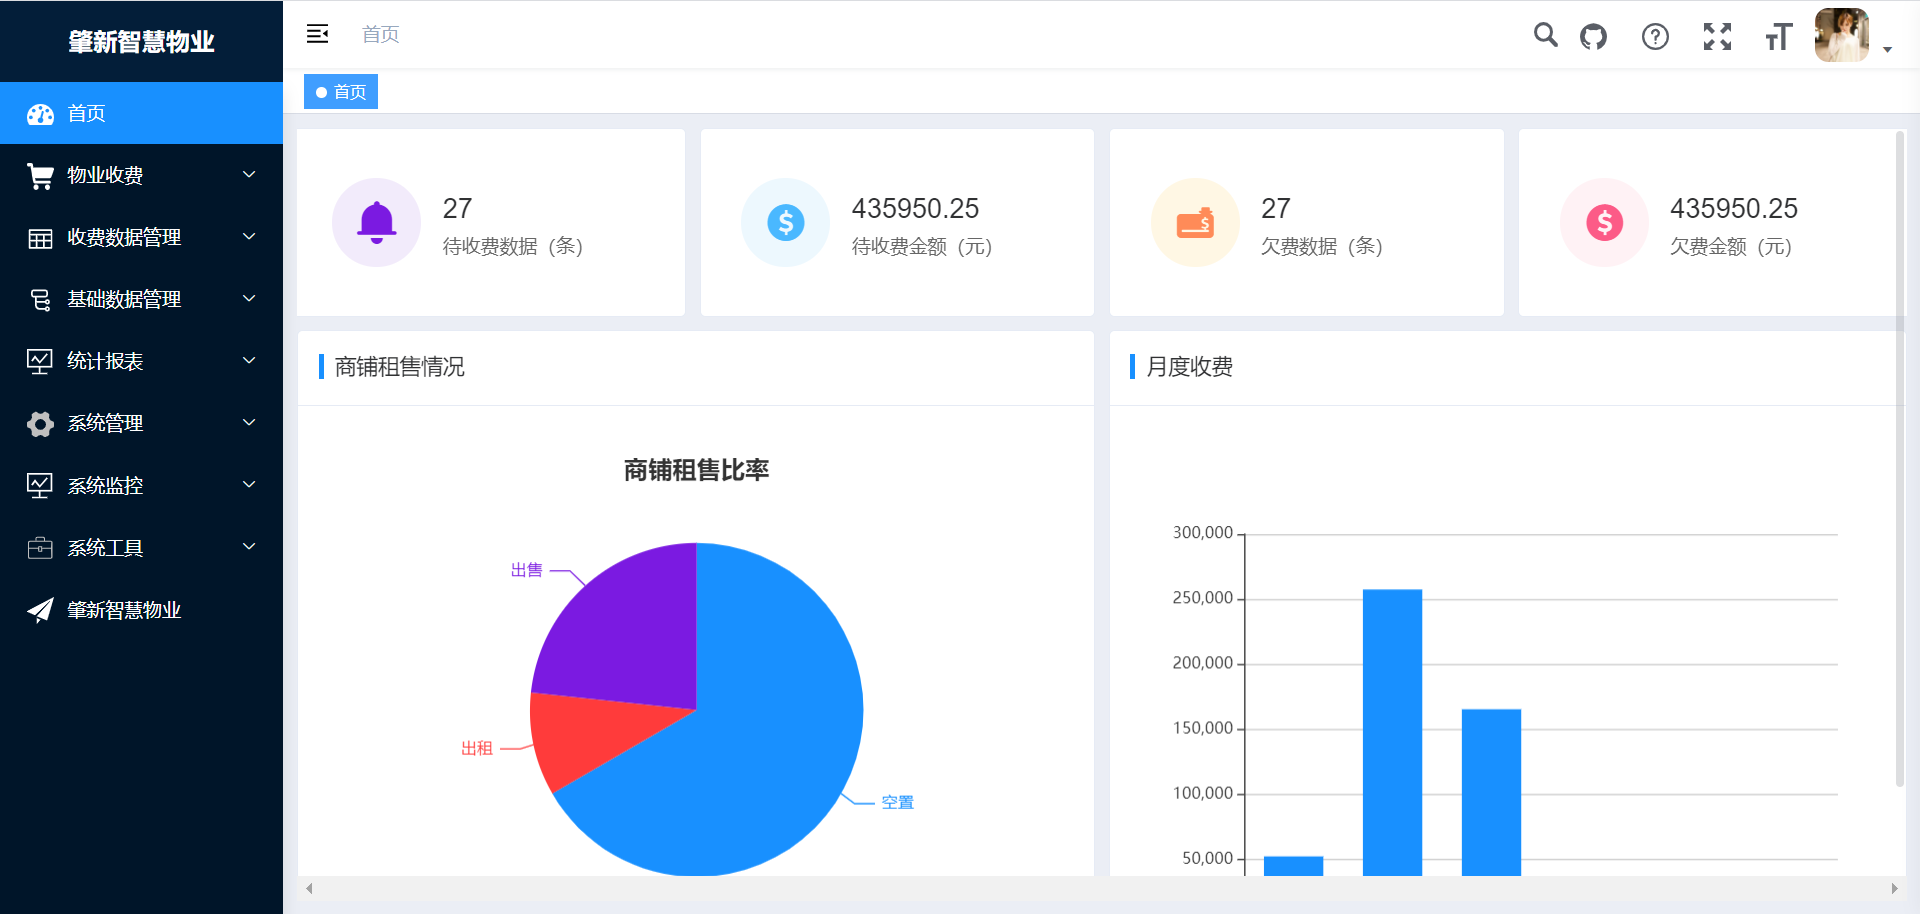 肇新智慧物业
首页
物业收费
收费数据管理
基础数据管理
统计报表
系统管理
系统监控
系统工具
肇新智慧物业
首页
首页
27
待收费数据（条）
435950.25
待收费金额（元）
27
欠费数据（条）
435950.25
欠费金额（元）
商铺租售情况
商铺租售比率
出售
出租
空置
月度收费
300,000
250,000
200,000
150,000
100,000
50,000